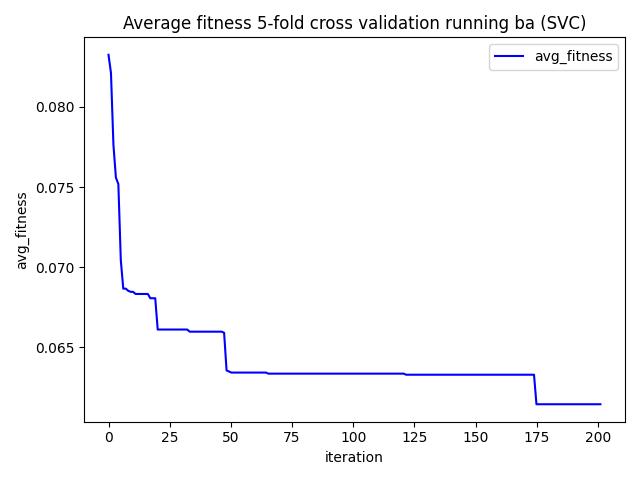 Average fitness 5-fold cross validation running ba (SVC)
avg_fitness
0.080
0.075
0.070
0.065
avg_fitness
0 25 50 75 100 125 150 175 200
iteration